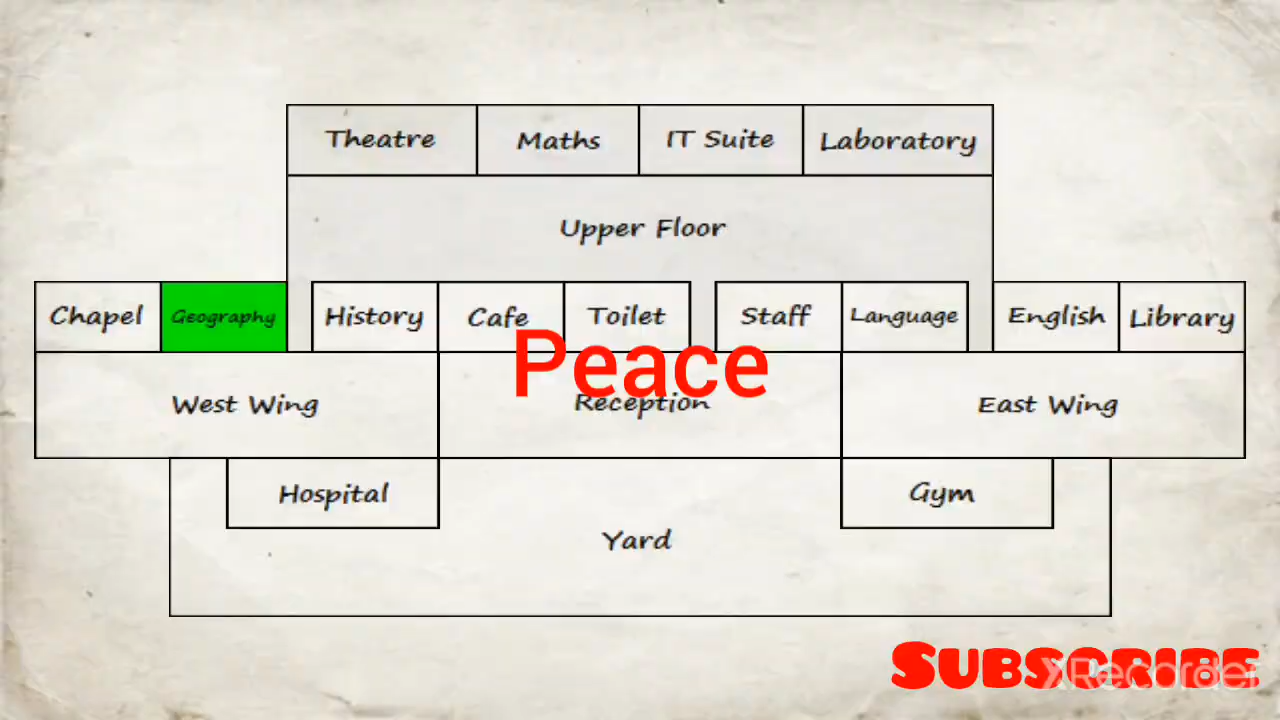 Theatre Maths IT Suite Laboratory
Upper Floor
Chapel Geography History Cafe Toilet Staff Language English Library
Peace
West Wing Reception East Wing
Hospital Gym
Yard
SUBSCRIBE
XRecorder